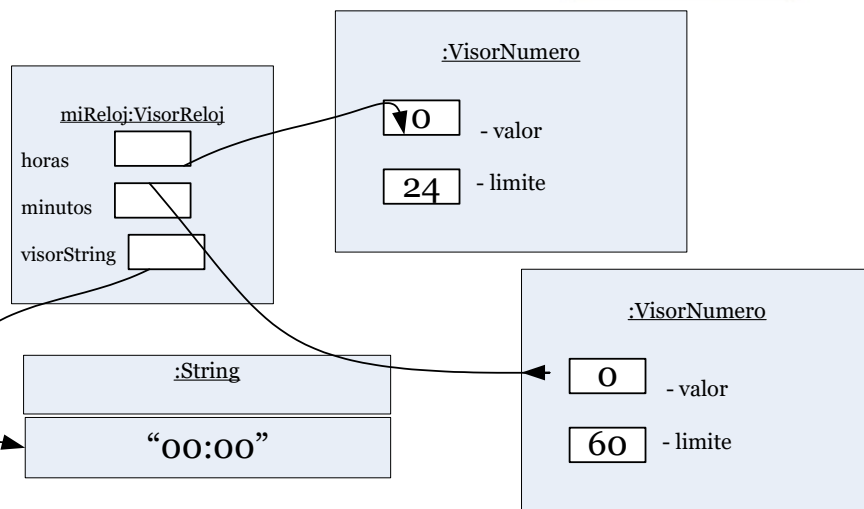 :VisorNumero
0
- valor
24
- limite
miReloj:VisorReloj
horas
minutos
visorString
:String
“00:00”
:VisorNumero
0
- valor
60
- limite